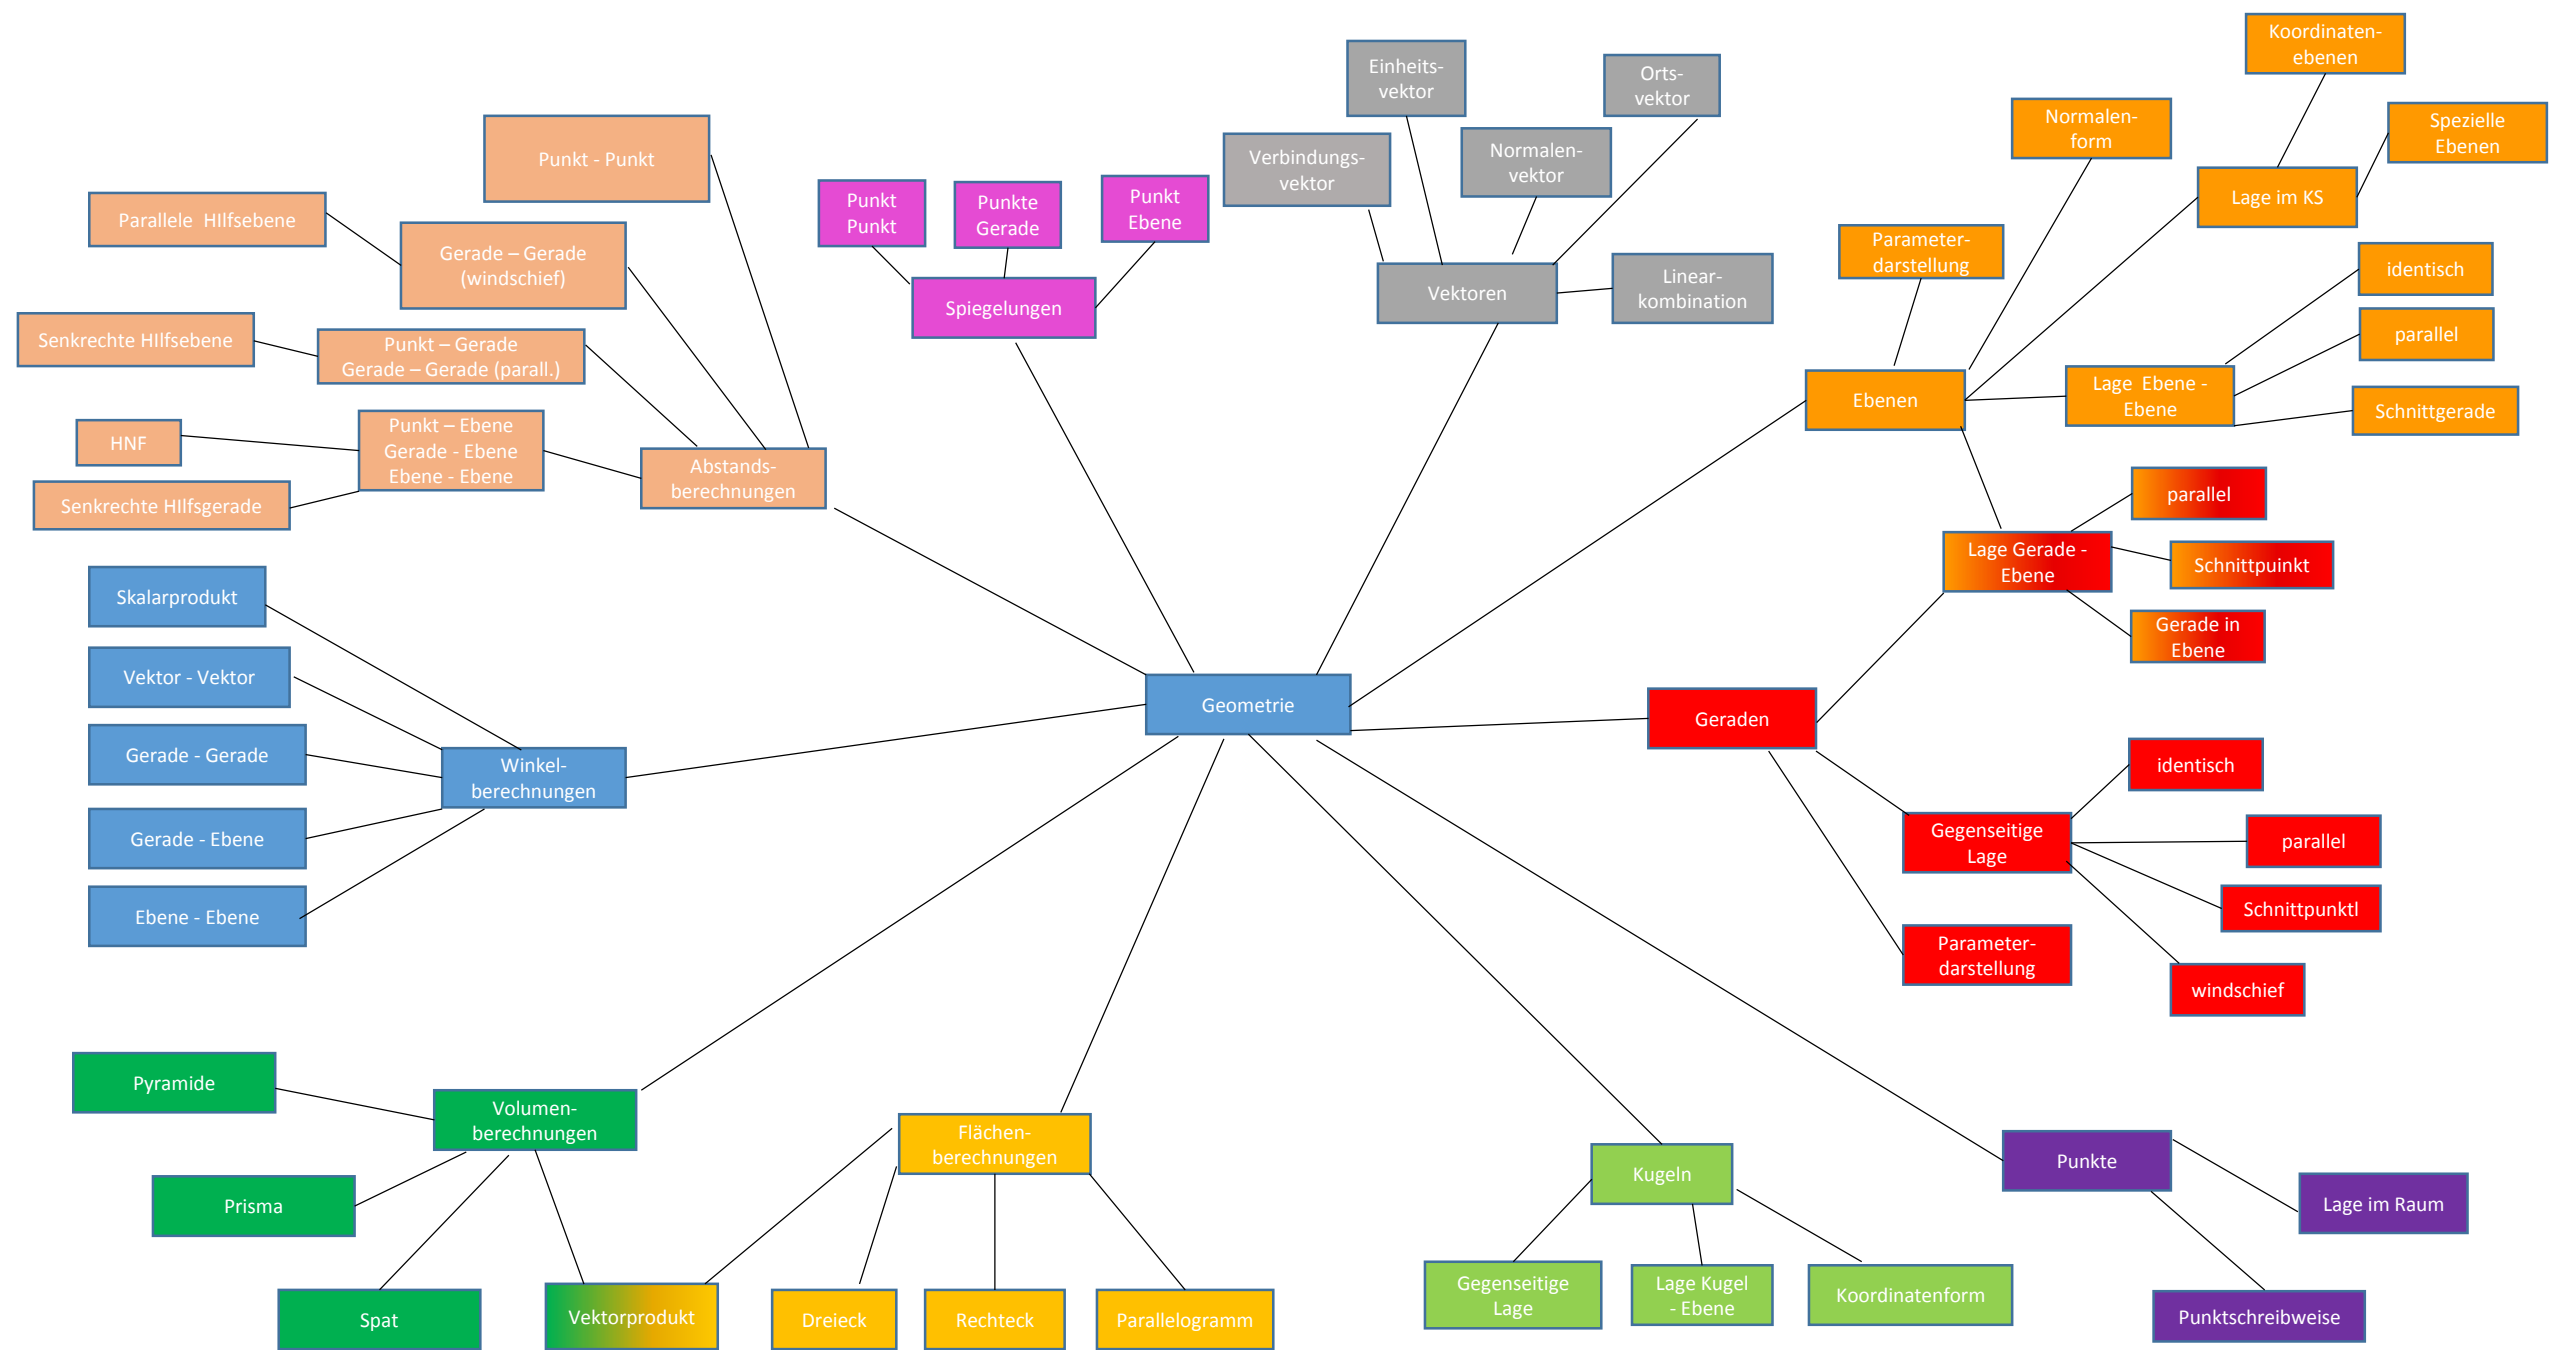 Koordinaten-
ebenen
Einheits-
vektor
Orts-
vektor
Normalen-
form
Spezielle
Ebenen
Punkt - Punkt
Verbindungs-
vektor
Normalen-
vektor
Lage im KS
Parallele HIlfsebene
Punkt
Punkt
Punkte
Gerade
Punkt
Ebene
Gerade – Gerade
(windschief)
Parameter-
darstellung
identisch
Spiegelungen
Vektoren
Linear-
kombination
Senkrechte HIlfsebene
Punkt – Gerade
Gerade – Gerade (parall.)
parallel
Ebenen
Lage Ebene -
Ebene
Schnittgerade
HNF
Punkt – Ebene
Gerade - Ebene
Ebene - Ebene
Abstands-
berechnungen
Senkrechte HIlfsgerade
parallel
Lage Gerade -
Ebene
Schnittpuinkt
Skalarprodukt
Gerade in
Ebene
Vektor - Vektor
Geometrie
Geraden
Gerade - Gerade
Winkel-
berechnungen
identisch
Gerade - Ebene
Gegenseitige
Lage
parallel
Ebene - Ebene
Schnittpunktl
Parameter-
darstellung
windschief
Pyramide
Volumen-
berechnungen
Flächen-
berechnungen
Kugeln
Punkte
Prisma
Lage im Raum
Spat
Vektorprodukt
Dreieck
Rechteck
Parallelogramm
Gegenseitige
Lage
Lage Kugel
- Ebene
Koordinatenform
Punktschreibweise